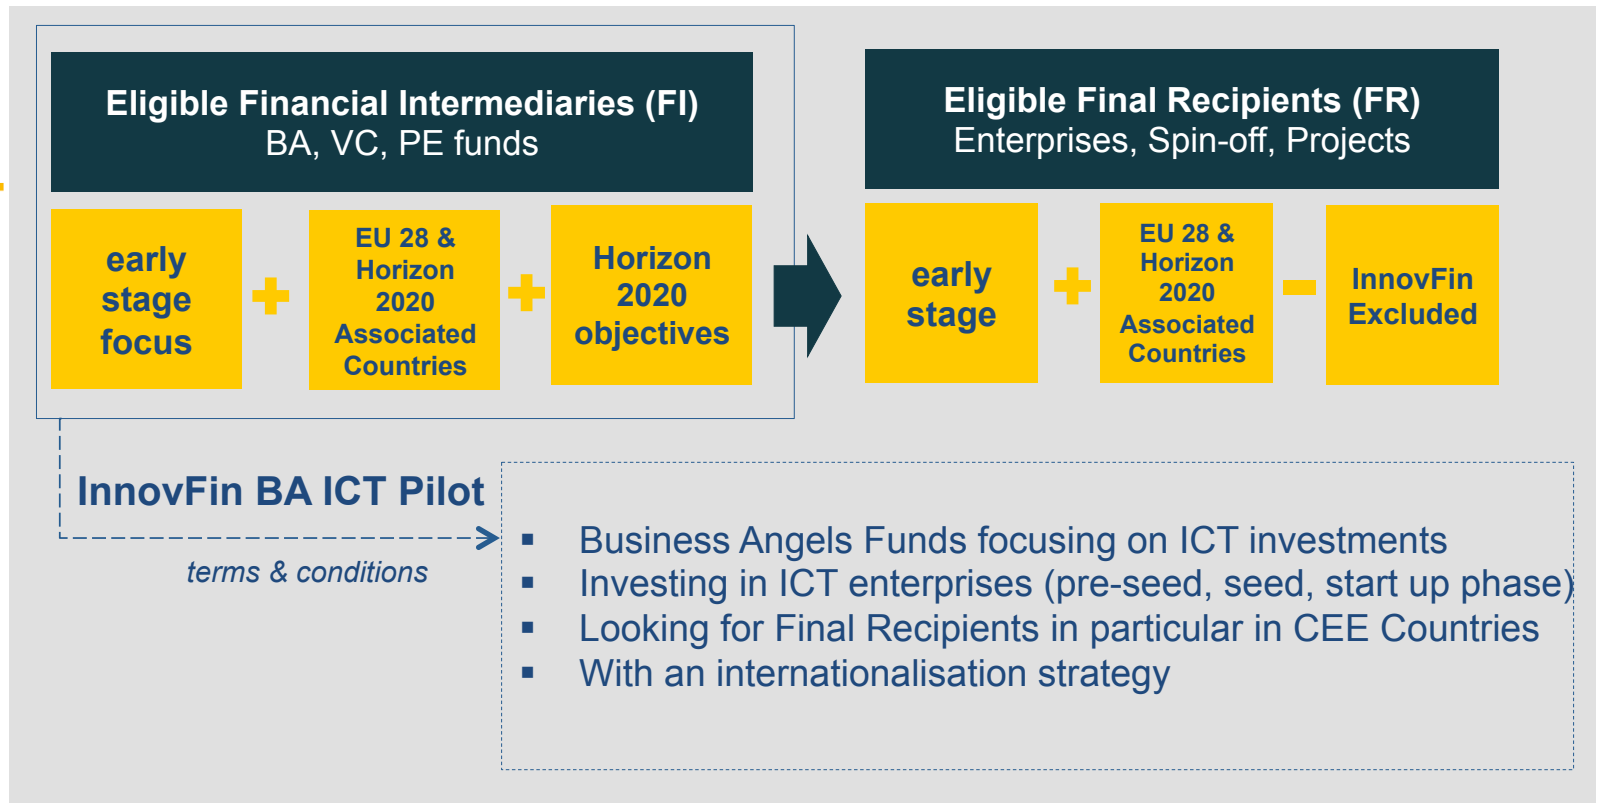 Eligible Financial Intermediaries (FI)
BA, VC, PE funds
early
stage
focus
EU 28 &
Horizon
2020
Associated
Countries
Horizon
2020
objectives
Eligible Final Recipients (FR)
Enterprises, Spin-off, Projects
early
stage
EU 28 &
Horizon
2020
Associated
Countries
InnovFin
Excluded
InnovFin BA ICT Pilot
terms & conditions
▪ Business Angels Funds focusing on ICT investments
▪ Investing in ICT enterprises (pre-seed, seed, start up phase)
▪ Looking for Final Recipients in particular in CEE Countries
▪ With an internationalisation strategy